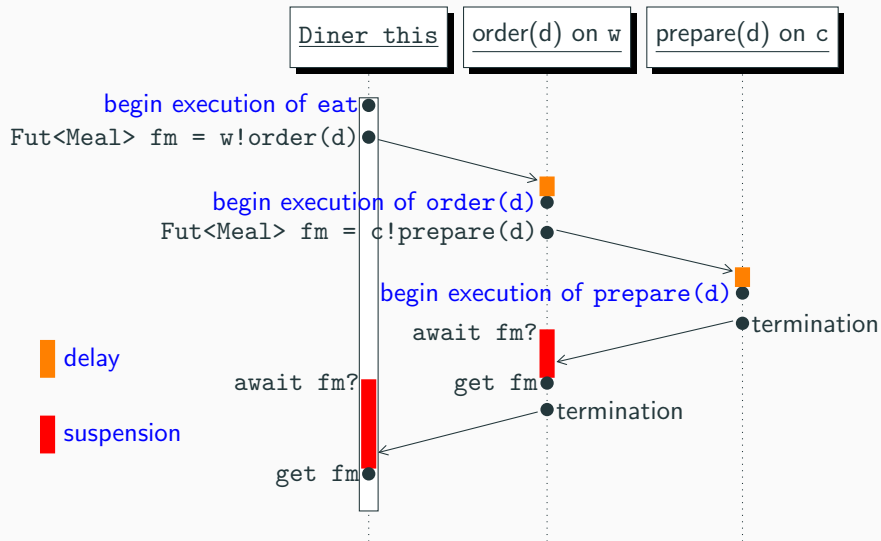 Diner this
order(d) on w
prepare(d) on c
begin execution of eat
Fut<Meal> fm = w!order(d)
begin execution of order(d)
Fut<Meal> fm = c!prepare(d)
begin execution of prepare(d)
termination
await fm?
delay
await fm?
get fm
termination
suspension
get fm